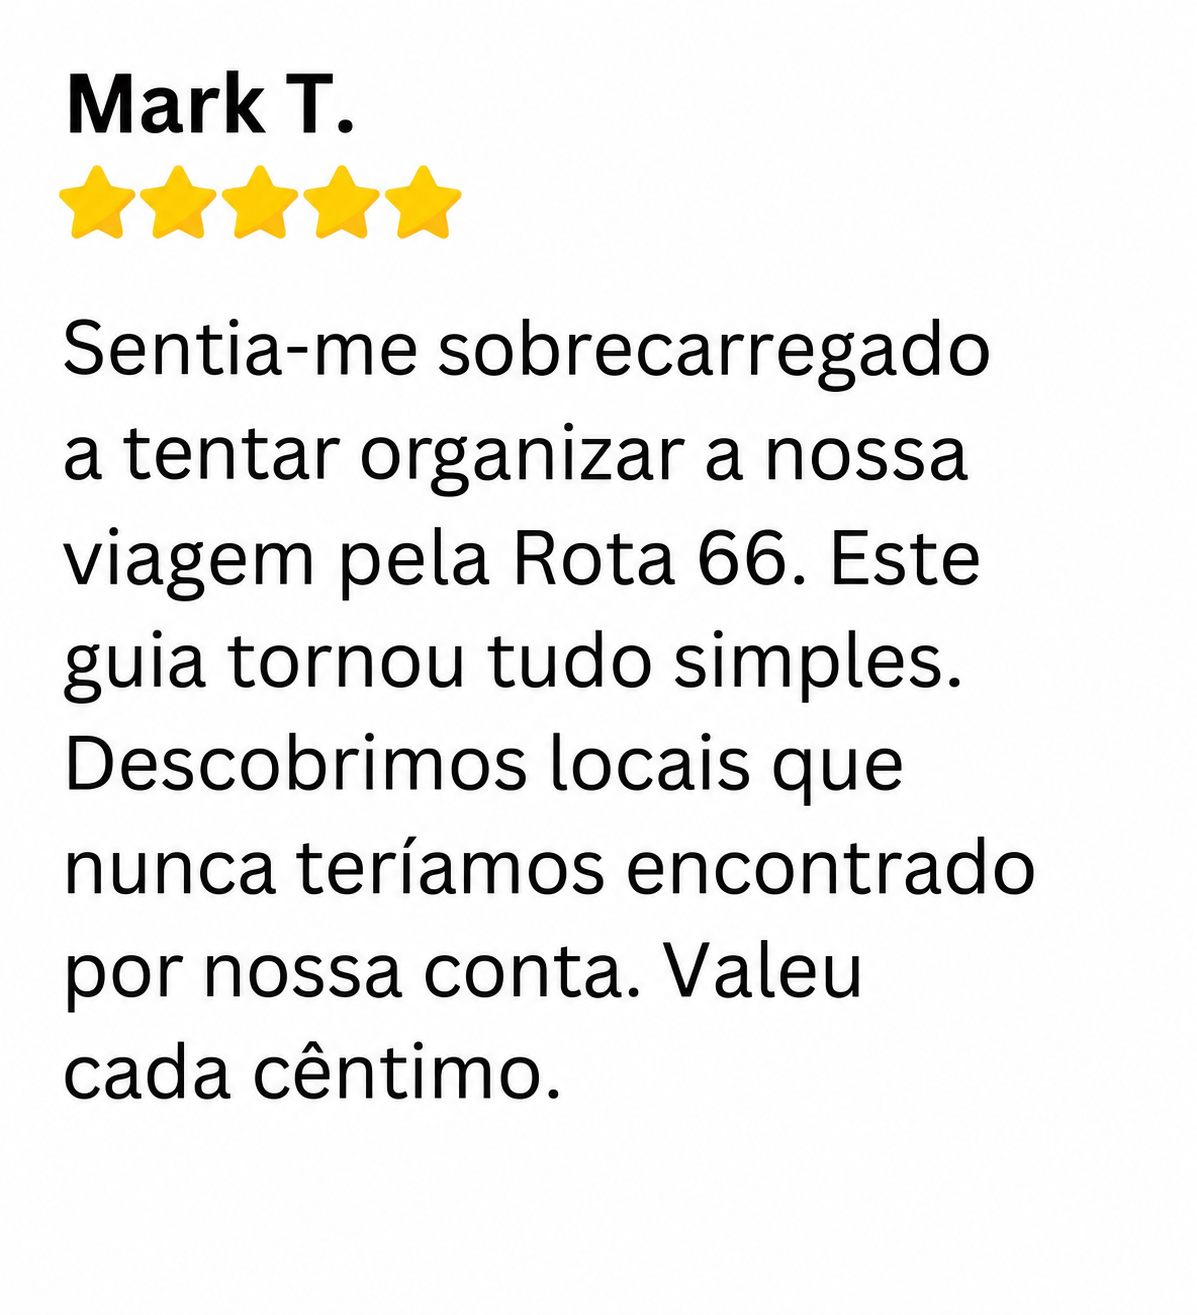 Mark T.
Sentia-me sobrecarregado
a tentar organizar a nossa
viagem pela Rota 66. Este
guia tornou tudo simples.
Descobrimos locais que
nunca teríamos encontrado
por nossa conta. Valeu
cada cêntimo.